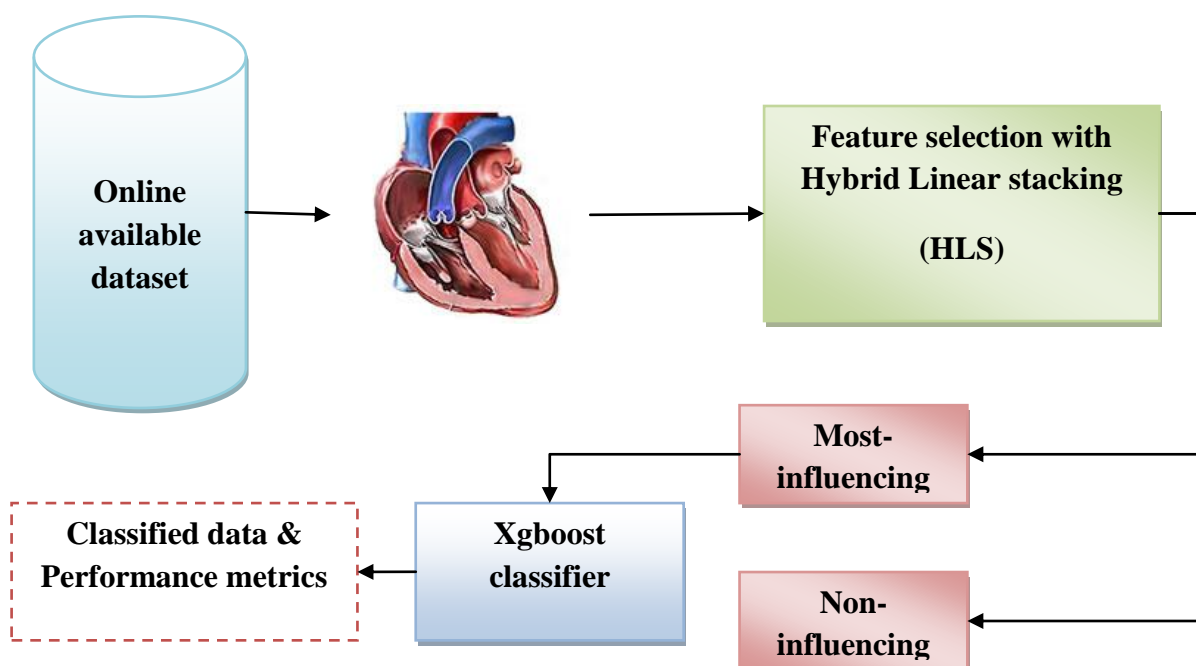 Online
available
dataset
Feature selection with
Hybrid Linear stacking
(HLS)
Most-
influencing
Xgboost
classifier
Classified data &
Performance metrics
Non-
influencing